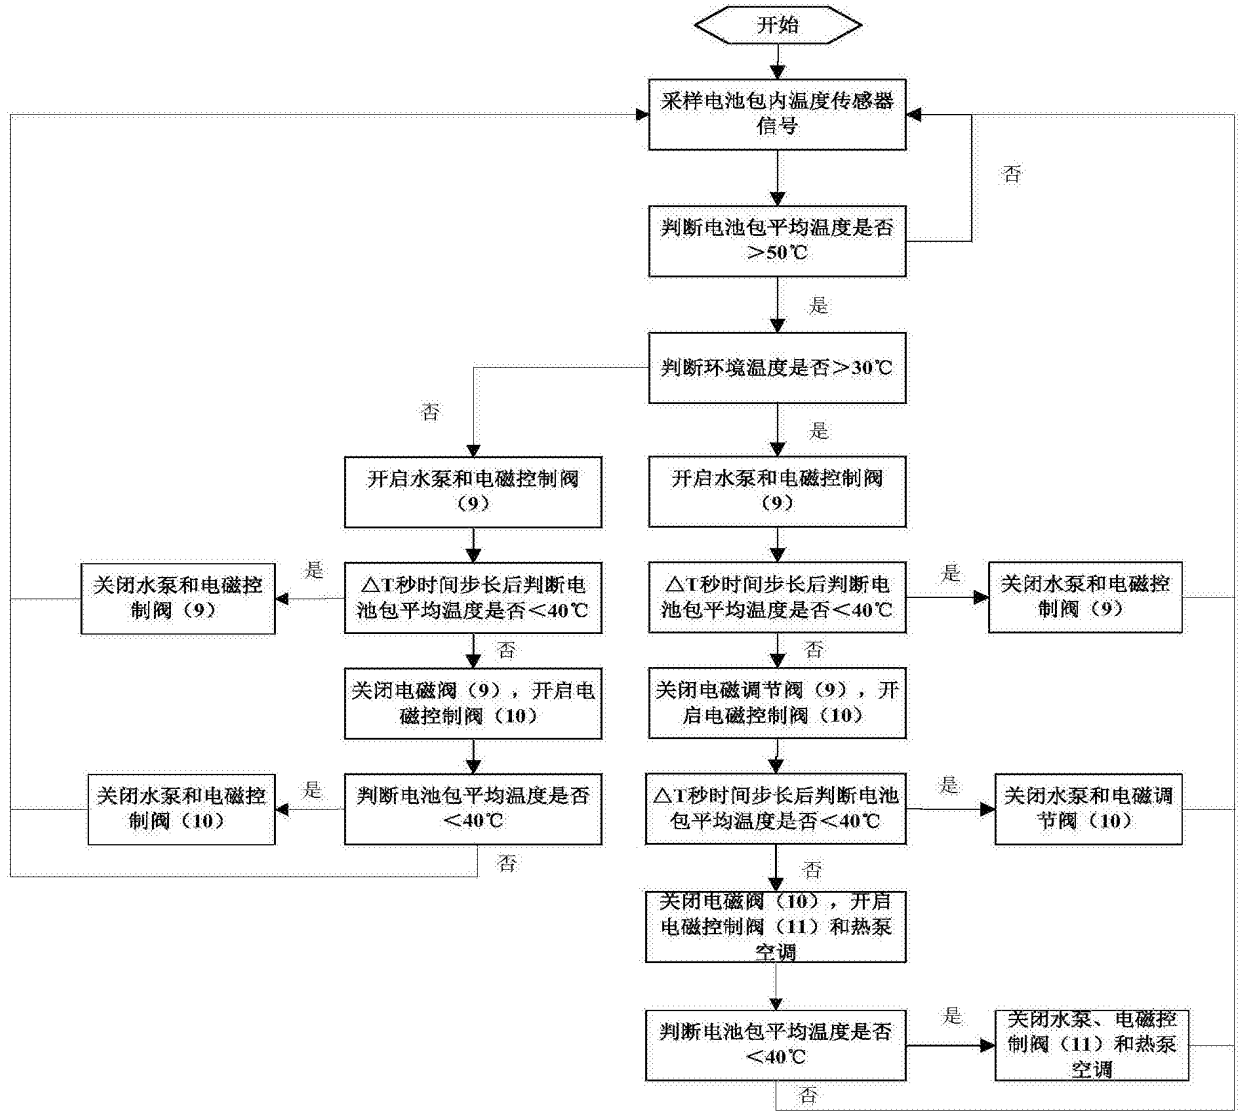 开始
采样电池包内温度传感器
信号
否
判断电池包平均温度是否
＞50℃
是
判断环境温度是否＞30℃
否
是
开启水泵和电磁控制阀
（9）
开启水泵和电磁控制阀
（9）
关闭水泵和电磁控
制阀（9）
是
△T秒时间步长后判断电
池包平均温度是否＜40℃
△T秒时间步长后判断电
池包平均温度是否＜40℃
是
关闭水泵和电磁控
制阀（9）
否
否
关闭电磁阀（9），开启电
磁控制阀（10）
关闭电磁调节阀（9），开
启电磁控制阀（10）
关闭水泵和电磁控
制阀（10）
是
判断电池包平均温度是否
＜40℃
△T秒时间步长后判断电池
包平均温度是否＜40℃
是
关闭水泵和电磁调
节阀（10）
否
否
关闭电磁阀（10），开启
电磁控制阀（11）和热泵
空调
判断电池包平均温度是否
＜40℃
是
关闭水泵、电磁控
制阀（11）和热泵
空调
否